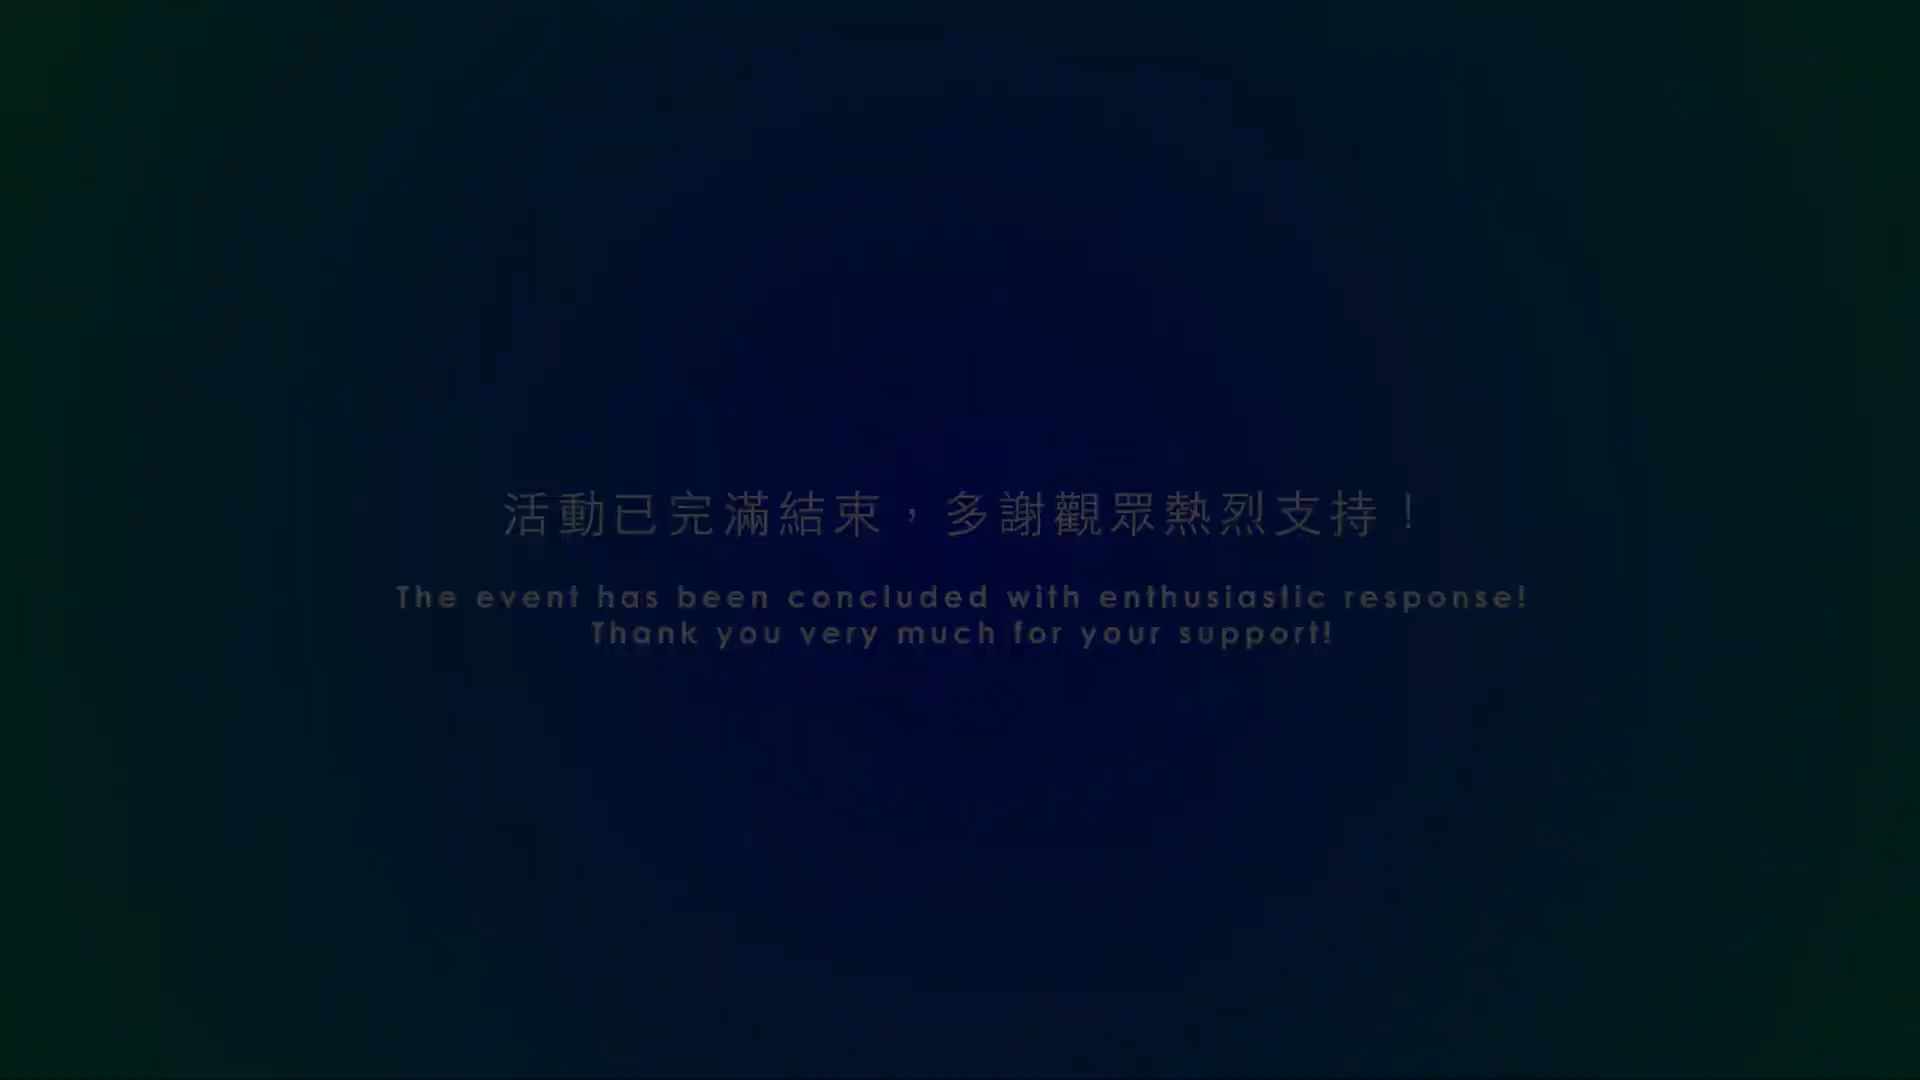 活動已完滿結束，多謝觀眾熱烈支持！
The event has been concluded with enthusiastic response!
Thank you very much for your support!